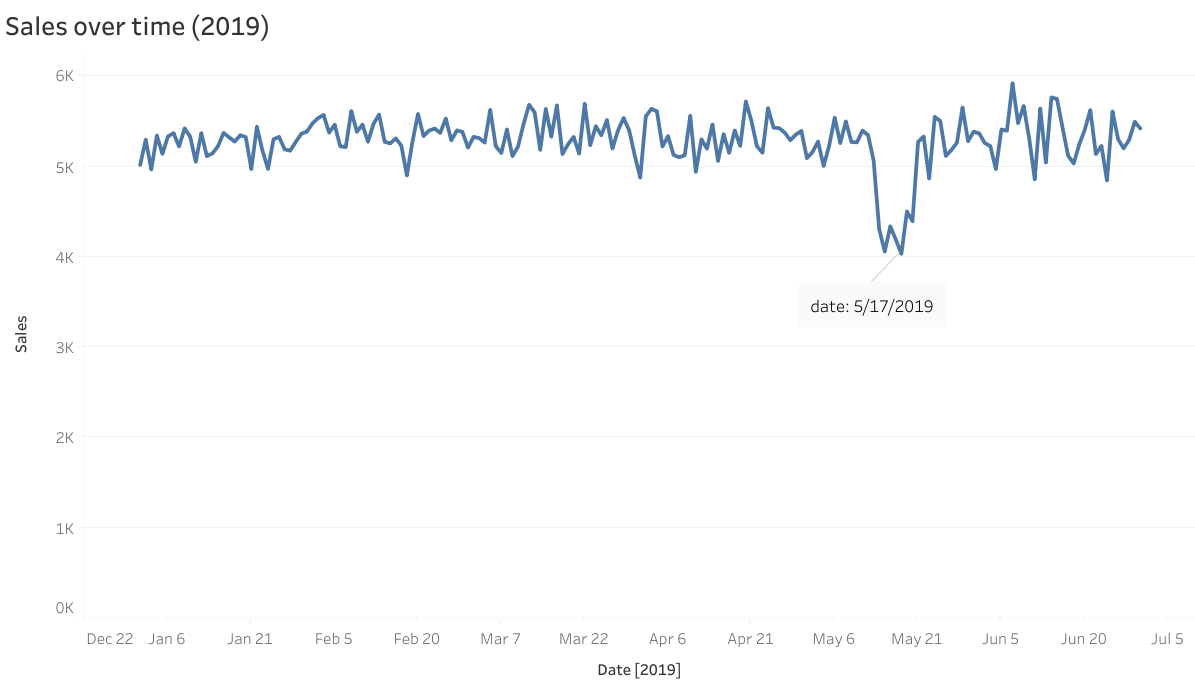 Sales over time (2019)
6K
5K
4K
3K
2K
1K
0K
Sales
date: 5/17/2019
Dec 22 Jan 6 Jan 21 Feb 5 Feb 20 Mar 7 Mar 22 Apr 6 Apr 21 May 6 May 21 Jun 5 Jun 20 Jul 5
Date [2019]